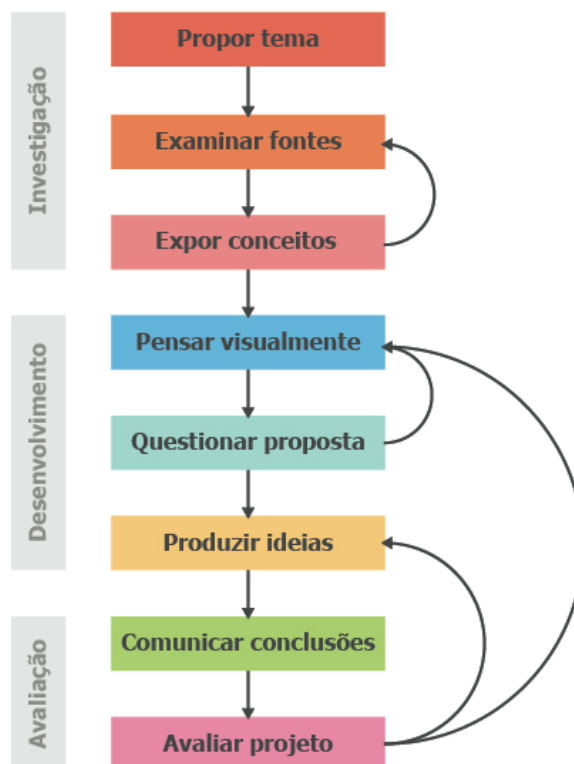 Investigação
Propor tema
Examinar fontes
Expor conceitos
Desenvolvimento
Pensar visualmente
Questionar proposta
Produzir ideias
Avaliação
Comunicar conclusões
Avaliar projeto